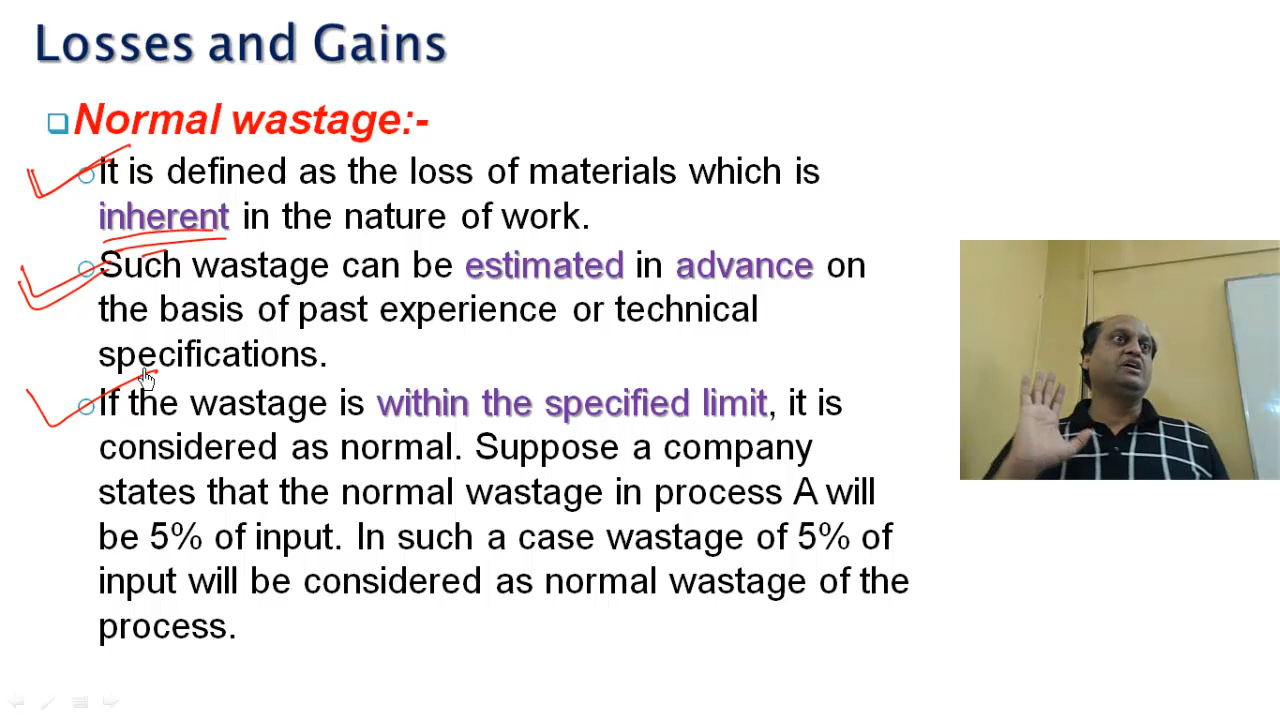 Losses and Gains
Normal wastage:-
It is defined as the loss of materials which is
inherent in the nature of work.
Such wastage can be estimated in advance on
the basis of past experience or technical
specifications.
If the wastage is within the specified limit, it is
considered as normal. Suppose a company
states that the normal wastage in process A will
be 5% of input. In such a case wastage of 5% of
input will be considered as normal wastage of the
process.